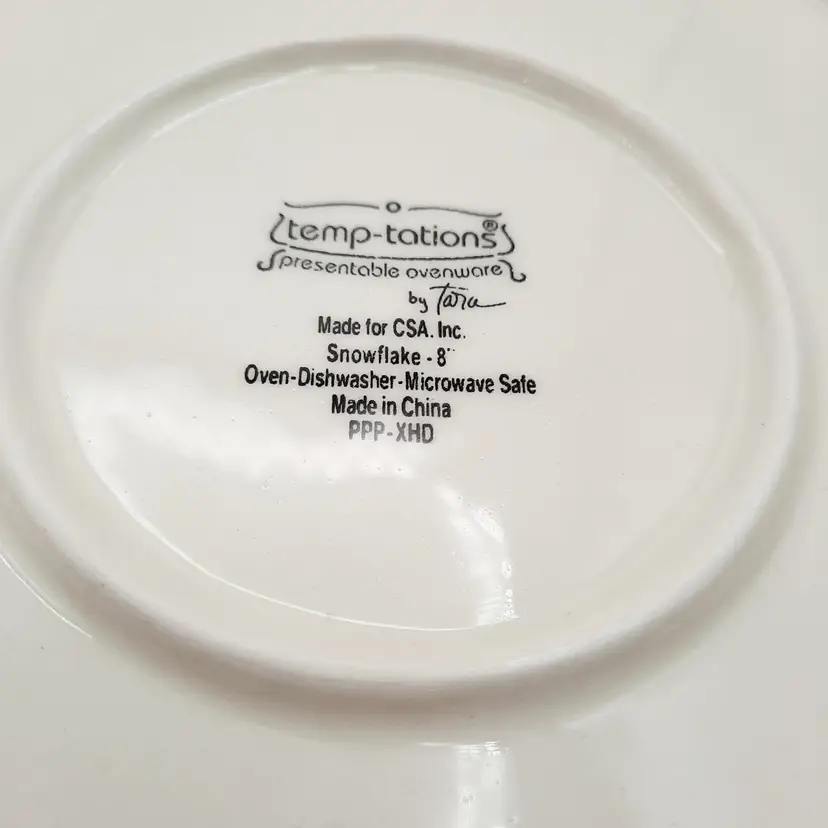 temp-tations®
presentable ovenware
by Tara
Made for CSA. Inc.
Snowflake - 8"
Oven-Dishwasher-Microwave Safe
Made in China
PPP-XHD